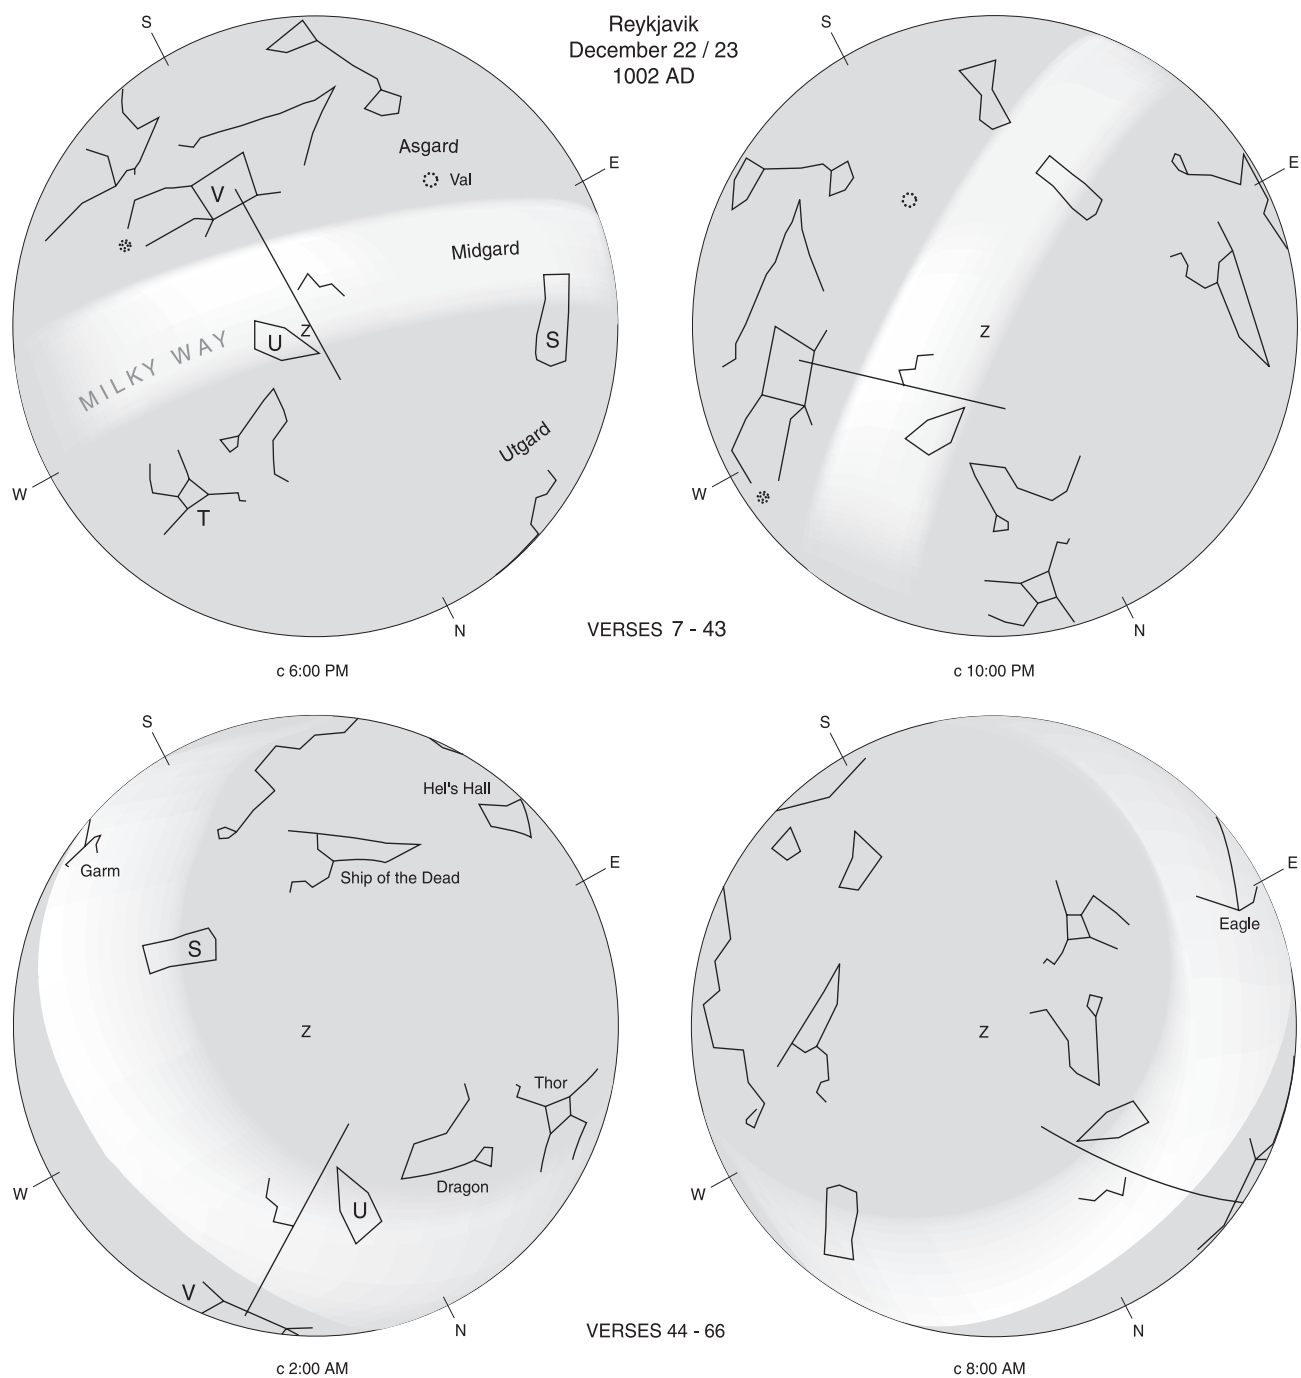 Reykjavik
December 22 / 23
1002 AD
S
E
W
N
Asgard
Val
V
Midgard
Z
U
S
MILKY WAY
Utgard
T
c 6:00 PM
S
E
Z
W
N
c 10:00 PM
VERSES 7 - 43
S
Hel's Hall
E
Garm
Ship of the Dead
S
Z
Thor
W
Dragon
U
V
N
c 2:00 AM
S
E
Eagle
Z
W
N
c 8:00 AM
VERSES 44 - 66